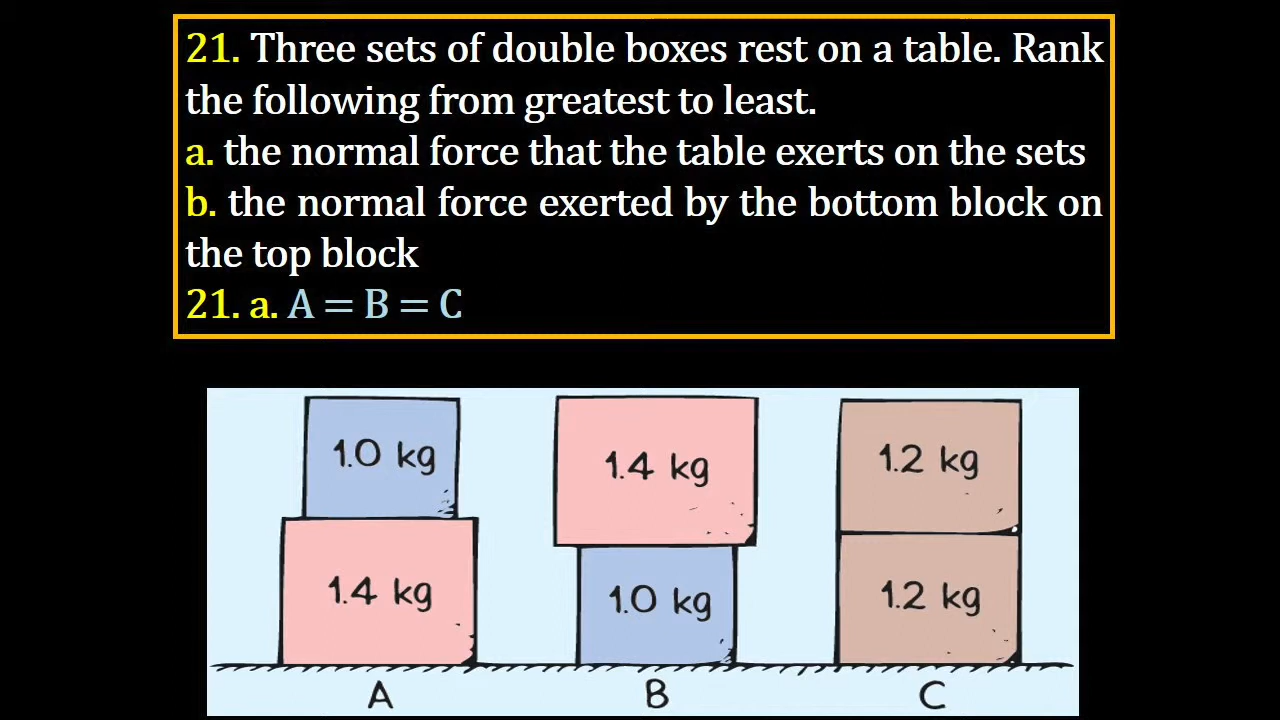 21. Three sets of double boxes rest on a table. Rank
the following from greatest to least.
a. the normal force that the table exerts on the sets
b. the normal force exerted by the bottom block on
the top block
21. a. A = B = C
1.0 kg
1.4 kg
1.4 kg
1.0 kg
1.2 kg
1.2 kg
A
B
C